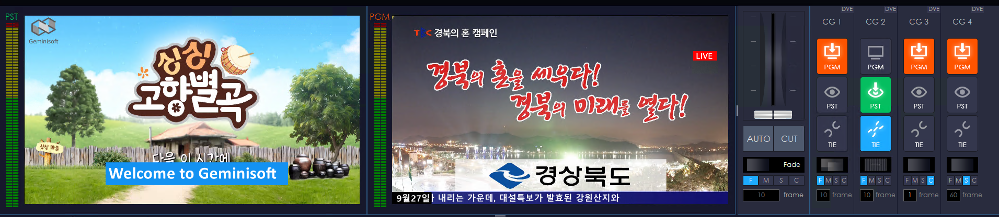 PST
Geminisoft
싱싱
고향별곡
싱싱 마을
다음 이 시간에
Welcome to Geminisoft
PGM
TBC 경북의 혼 캠페인
LIVE
경북의 혼을 세우다!
경북의 미래를 열다!
경상북도
9월27일 내리는 가운데, 대설특보가 발효된 강원산지와
AUTO CUT
Fade
F M S C
10 frame
DVE DVE DVE DVE
CG 1 CG 2 CG 3 CG 4
PGM PGM PGM PGM
PST PST PST PST
TIE TIE TIE TIE
F M S C F M S C F M S C F M S C
10 frame 10 frame 1 frame 60 frame